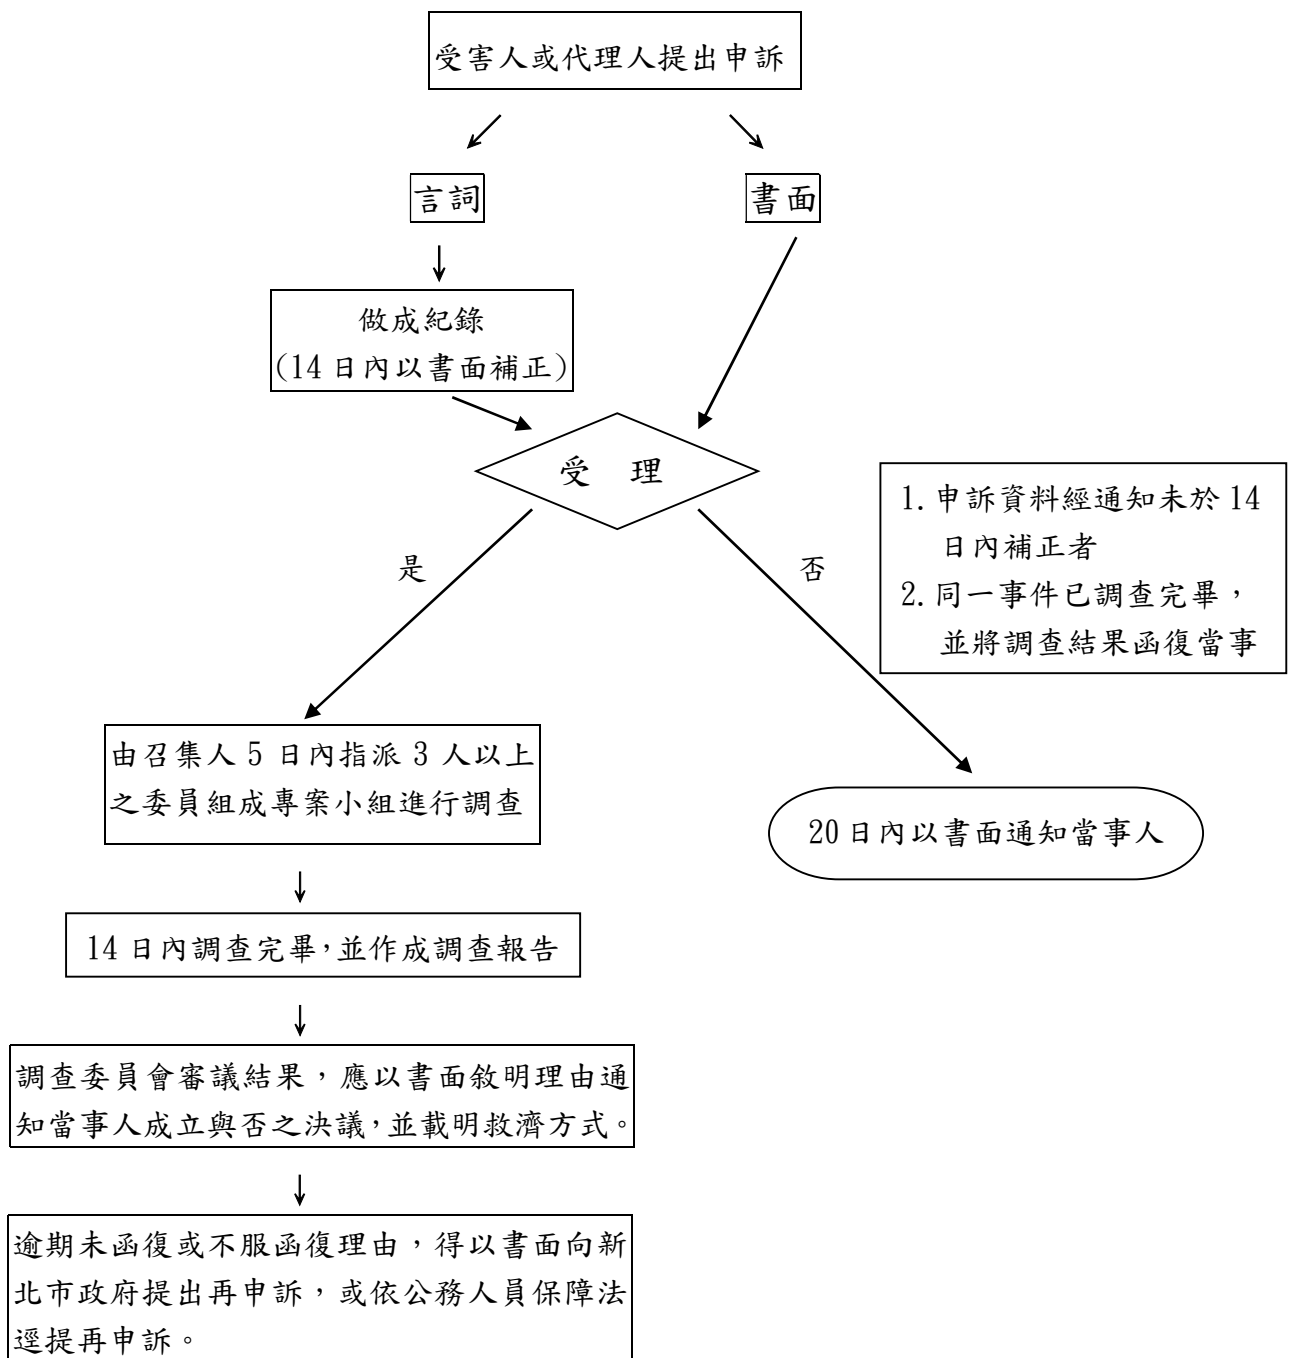 受害人或代理人提出申訴
言詞
書面
做成紀錄
(14日內以書面補正)
受 理
是
否
1.申訴資料經通知未於14
日內補正者
2.同一事件已調查完畢，
並將調查結果函復當事
由召集人5日內指派3人以上
之委員組成專案小組進行調查
20日內以書面通知當事人
14日內調查完畢，並作成調查報告
調查委員會審議結果，應以書面敘明理由通
知當事人成立與否之決議，並載明救濟方式。
逾期未函復或不服函復理由，得以書面向新
北市政府提出再申訴，或依公務人員保障法
逕提再申訴。